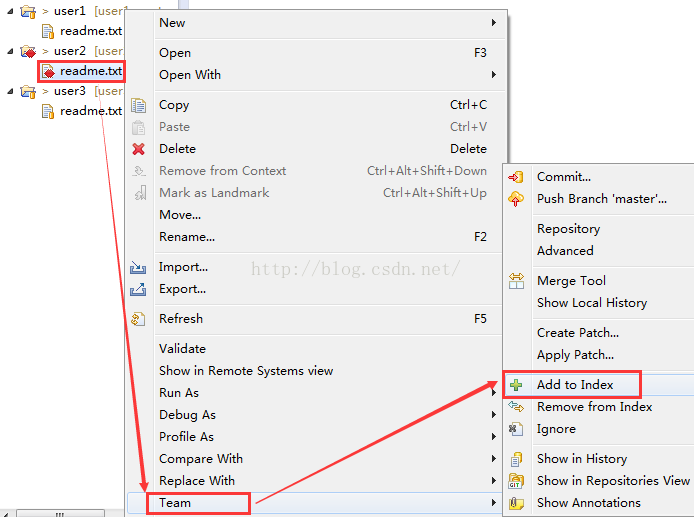 > user1 [user1
readme.txt
> user2 [user
readme.txt
> user3 [user
readme.txt
New
Open F3
Open With
Copy Ctrl+C
Paste Ctrl+V
Delete Delete
Remove from Context Ctrl+Alt+Shift+Down
Mark as Landmark Ctrl+Alt+Shift+Up
Move...
Rename... F2
Import...
Export...
Refresh F5
Validate
Show in Remote Systems view
Run As
Debug As
Profile As
Compare With
Replace With
Team
Commit...
Push Branch 'master'...
Repository
Advanced
Merge Tool
Show Local History
Create Patch...
Apply Patch...
Add to Index
Remove from Index
Ignore
Show in History
GIT Show in Repositories View
Show Annotations
http://blog.csdn.net/